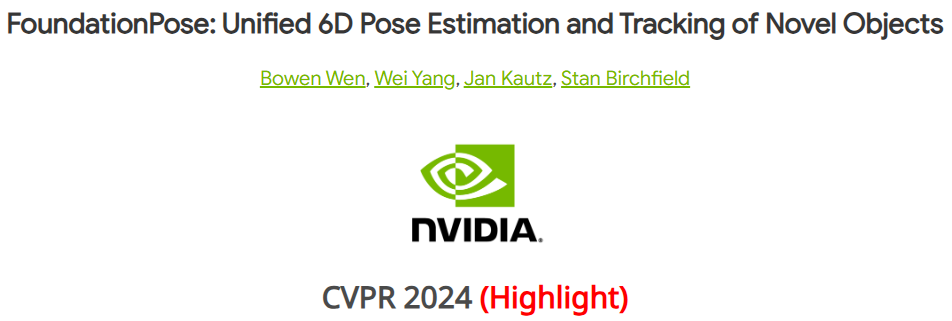 FoundationPose: Unified 6D Pose Estimation and Tracking of Novel Objects
Bowen Wen, Wei Yang, Jan Kautz, Stan Birchfield
NVIDIA.
CVPR 2024 (Highlight)